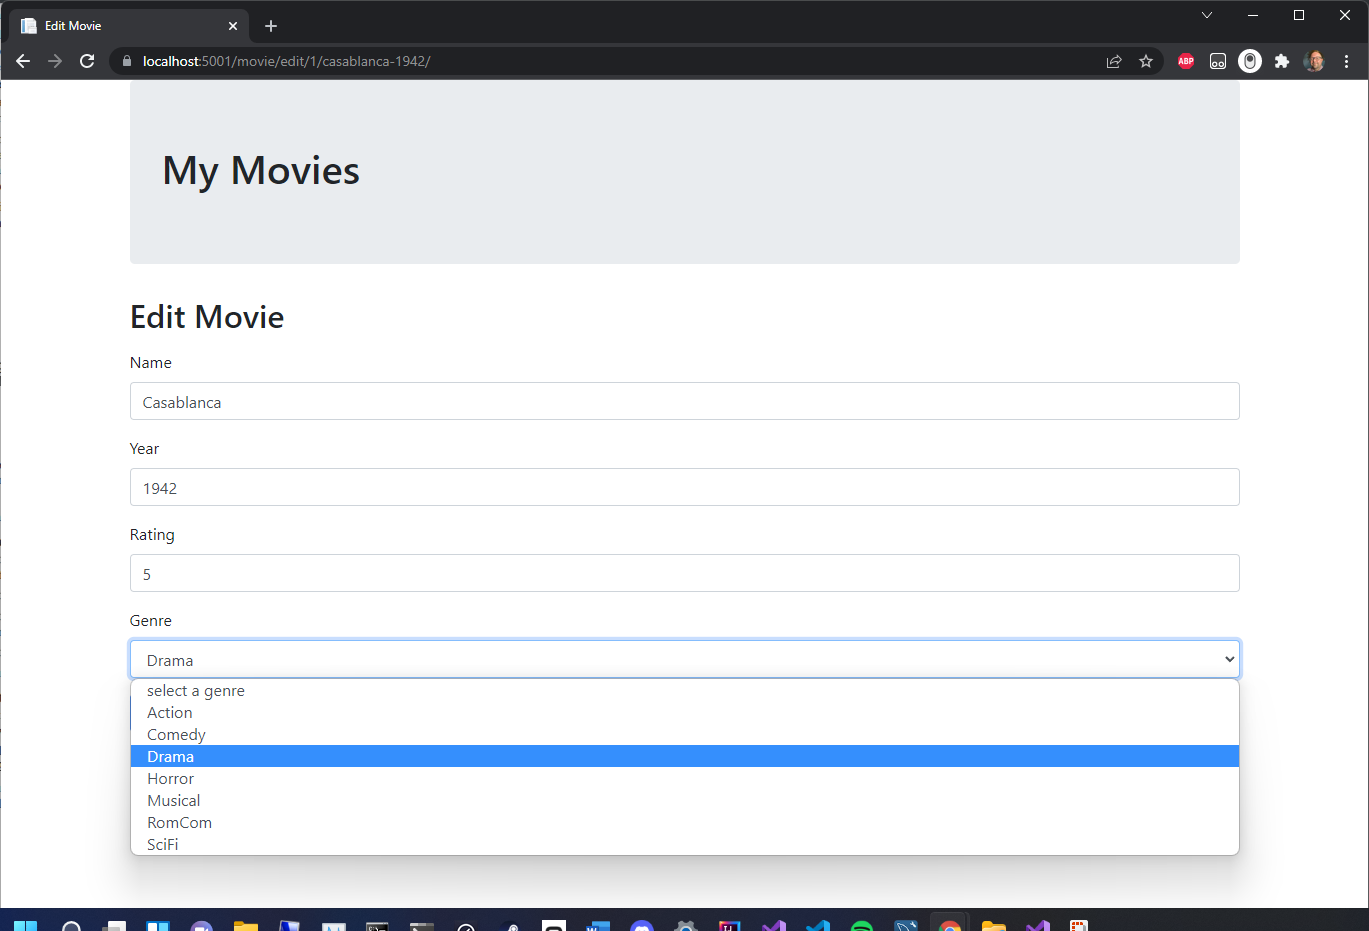 Edit Movie
localhost:5001/movie/edit/1/casablanca-1942/
ABP
My Movies
Edit Movie
Name
Casablanca
Year
1942
Rating
5
Genre
Drama
select a genre
Action
Comedy
Drama
Horror
Musical
RomCom
SciFi